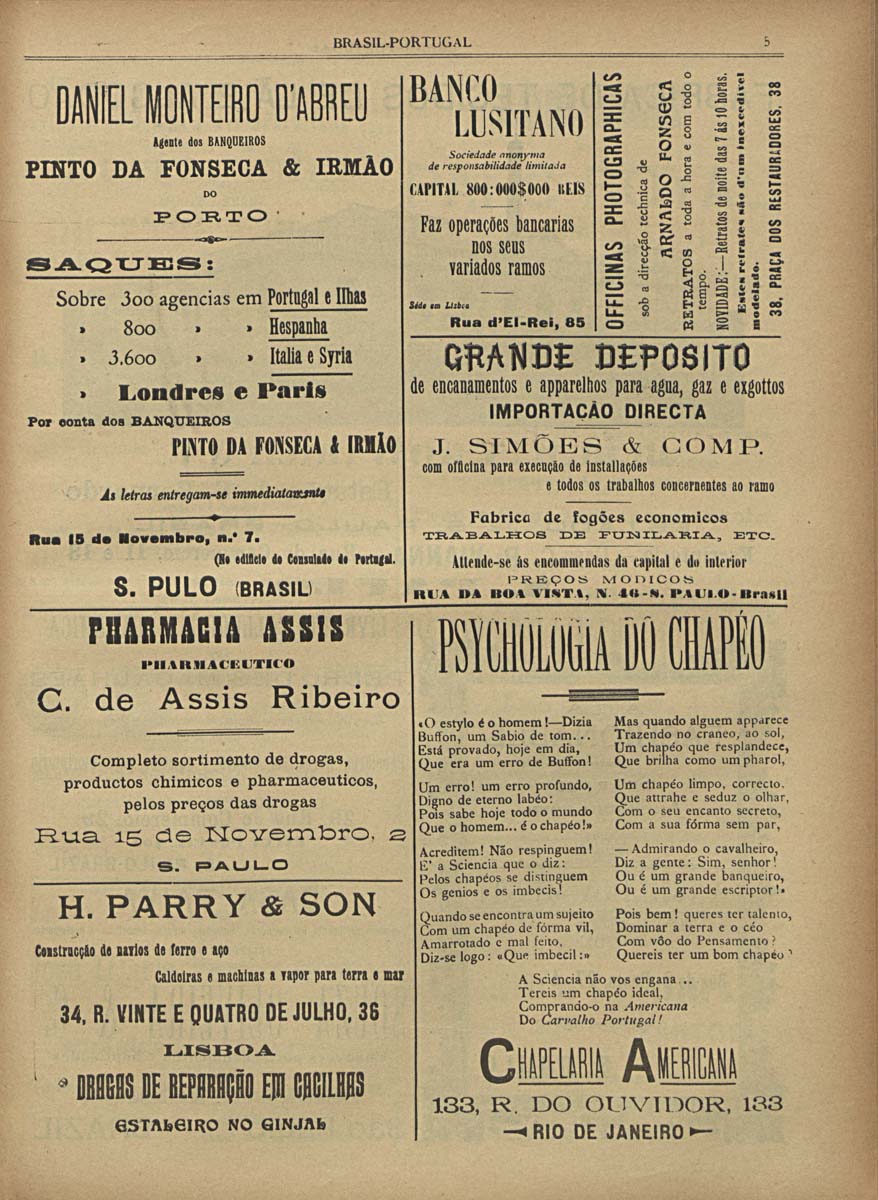 BRASIL-PORTUGAL
5
DANIEL MONTEIRO D'ABREU
Agente dos BANQUEIROS
PINTO DA FONSECA & IRMÃO
DO
PORTO
SAQUES:
Sobre 300 agencias em Portugal e Ilhas
» 800 » » Hespanha
» 3.600 » » Italia e Syria
» Londres e Paris
Por conta dos BANQUEIROS
PINTO DA FONSECA & IRMÃO
As letras entregam-se immediatamente
Rua 15 de Novembro, n.º 7.
(No edificio do Consulado de Portugal.
S. PULO (BRASIL)
BANCO
LUSITANO
Sociedade anonyma
de responsabilidade limitada
CAPITAL 800:000$000 REIS
Faz operações bancarias
nos seus
variados ramos
Séde em Lisboa
Rua d'El-Rei, 85
OFFICINAS PHOTOGRAPHICAS
sob a direcção technica de
ARNALDO FONSECA
RETRATOS a toda a hora e com todo o
tempo.
NOVIDADE:—Retratos de noite das 7 ás 10 horas.
Estes retratos são d'um inexcedivel
modelado.
38, PRAÇA DOS RESTAURADORES, 38
GRANDE DEPOSITO
de encanamentos e apparelhos para agua, gaz e exgottos
IMPORTAÇÃO DIRECTA
J. SIMÕES & COMP.
com officina para execução de installações
e todos os trabalhos concernentes ao ramo
Fabrica de fogões economicos
TRABALHOS DE FUNILARIA, ETC.
Attende-se ás encommendas da capital e do interior
PREÇOS MODICOS
RUA DA BOA VISTA, N. 46-S. PAULO-Brasil
PHARMACIA ASSIS
PHARMACEUTICO
C. de Assis Ribeiro
Completo sortimento de drogas,
productos chimicos e pharmaceuticos,
pelos preços das drogas
Rua 15 de Novembro, 2
S. PAULO
H. PARRY & SON
Construcção de navios de ferro e aço
Caldeiras e machinas a vapor para terra e mar
34, R. VINTE E QUATRO DE JULHO, 36
LISBOA
DRAGAS DE REPARAÇÃO EM CACILHAS
ESTALEIRO NO GINJAL
PSYCHOLOGIA DO CHAPÉO
«O estylo é o homem!—Dizia
Buffon, um Sabio de tom...
Está provado, hoje em dia,
Que era um erro de Buffon!
Um erro! um erro profundo,
Digno de eterno labéo:
Pois sabe hoje todo o mundo
Que o homem... é o chapéo!»
Acreditem! Não respinguem!
E' a Sciencia que o diz:
Pelos chapéos se distinguem
Os genios e os imbecis!
Quando se encontra um sujeito
Com um chapéo de fórma vil,
Amarrotado e mal feito,
Diz-se logo: «Que imbecil:»
Mas quando alguem apparece
Trazendo no craneo, ao sol,
Um chapéo que resplandece,
Que brilha como um pharol,
Um chapéo limpo, correcto,
Que attrahe e seduz o olhar,
Com o seu encanto secreto,
Com a sua fórma sem par,
— Admirando o cavalheiro,
Diz a gente: Sim, senhor!
Ou é um grande banqueiro,
Ou é um grande escriptor!»
Pois bem! queres ter talento,
Dominar a terra e o céo
Com vôo do Pensamento?
Quereis ter um bom chapéo?
A Sciencia não vos engana...
Tereis um chapéo ideal,
Comprando-o na Americana
Do Carvalho Portugal!
CHAPELARIA AMERICANA
133, R. DO OUVIDOR, 133
RIO DE JANEIRO